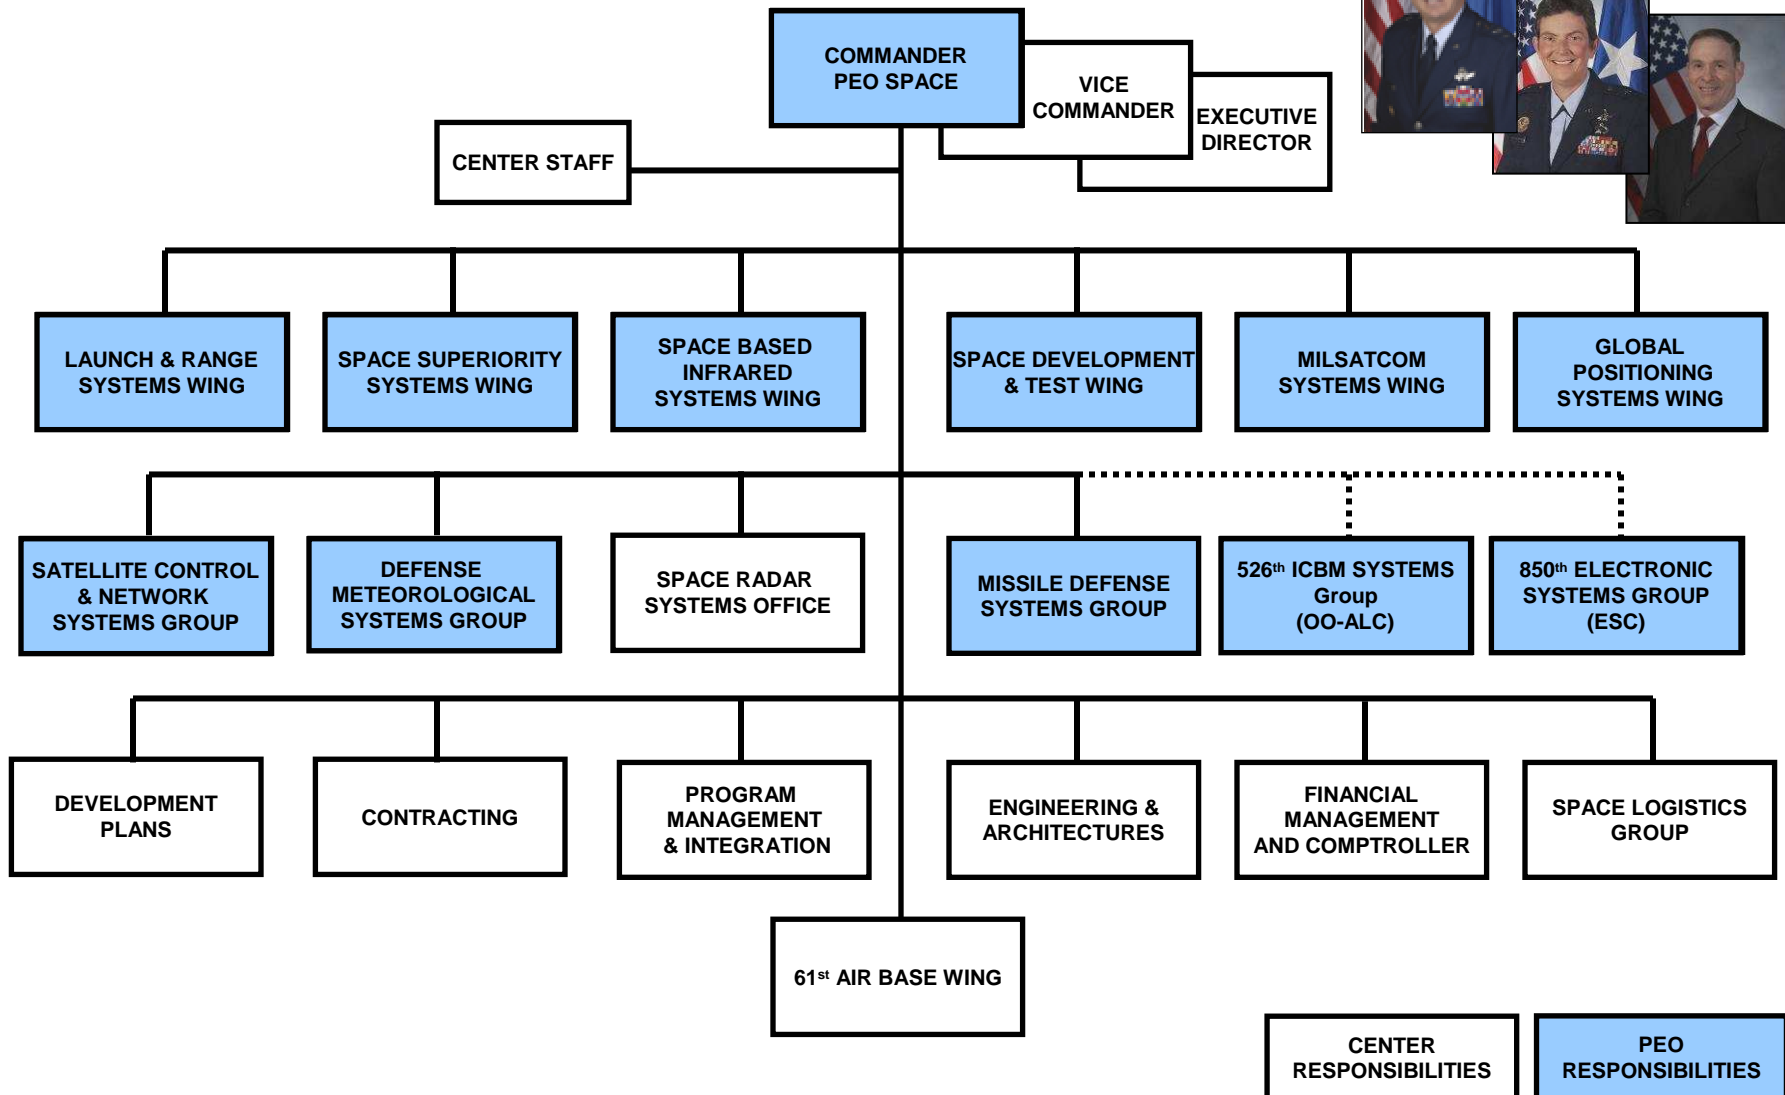 COMMANDER
PEO SPACE
VICE
COMMANDER
EXECUTIVE
DIRECTOR
CENTER STAFF
LAUNCH & RANGE
SYSTEMS WING
SPACE SUPERIORITY
SYSTEMS WING
SPACE BASED
INFRARED
SYSTEMS WING
SPACE DEVELOPMENT
& TEST WING
MILSATCOM
SYSTEMS WING
GLOBAL
POSITIONING
SYSTEMS WING
SATELLITE CONTROL
& NETWORK
SYSTEMS GROUP
DEFENSE
METEOROLOGICAL
SYSTEMS GROUP
SPACE RADAR
SYSTEMS OFFICE
MISSILE DEFENSE
SYSTEMS GROUP
526th ICBM SYSTEMS
Group
(OO-ALC)
850th ELECTRONIC
SYSTEMS GROUP
(ESC)
DEVELOPMENT
PLANS
CONTRACTING
PROGRAM
MANAGEMENT
& INTEGRATION
ENGINEERING &
ARCHITECTURES
FINANCIAL
MANAGEMENT
AND COMPTROLLER
SPACE LOGISTICS
GROUP
61st AIR BASE WING
CENTER
RESPONSIBILITIES
PEO
RESPONSIBILITIES